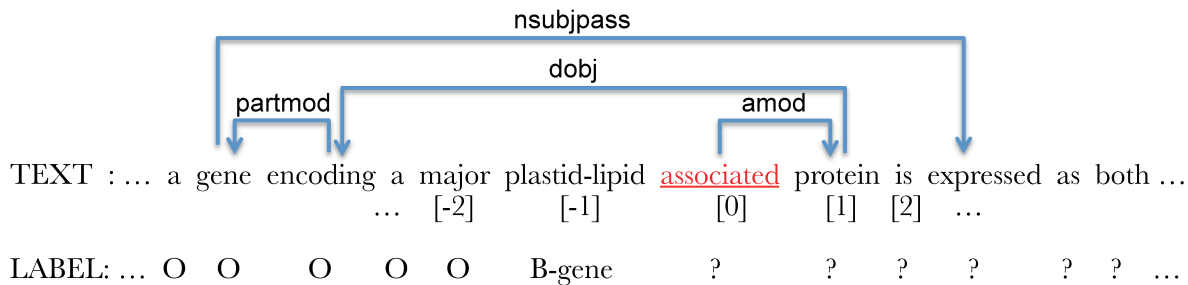 nsubjpass
dobj
partmod amod
TEXT : … a gene encoding a major plastid-lipid associated protein is expressed as both …
… [-2] [-1] [0] [1] [2] …
LABEL: … O O O O O B-gene ? ? ? ? ? ? …